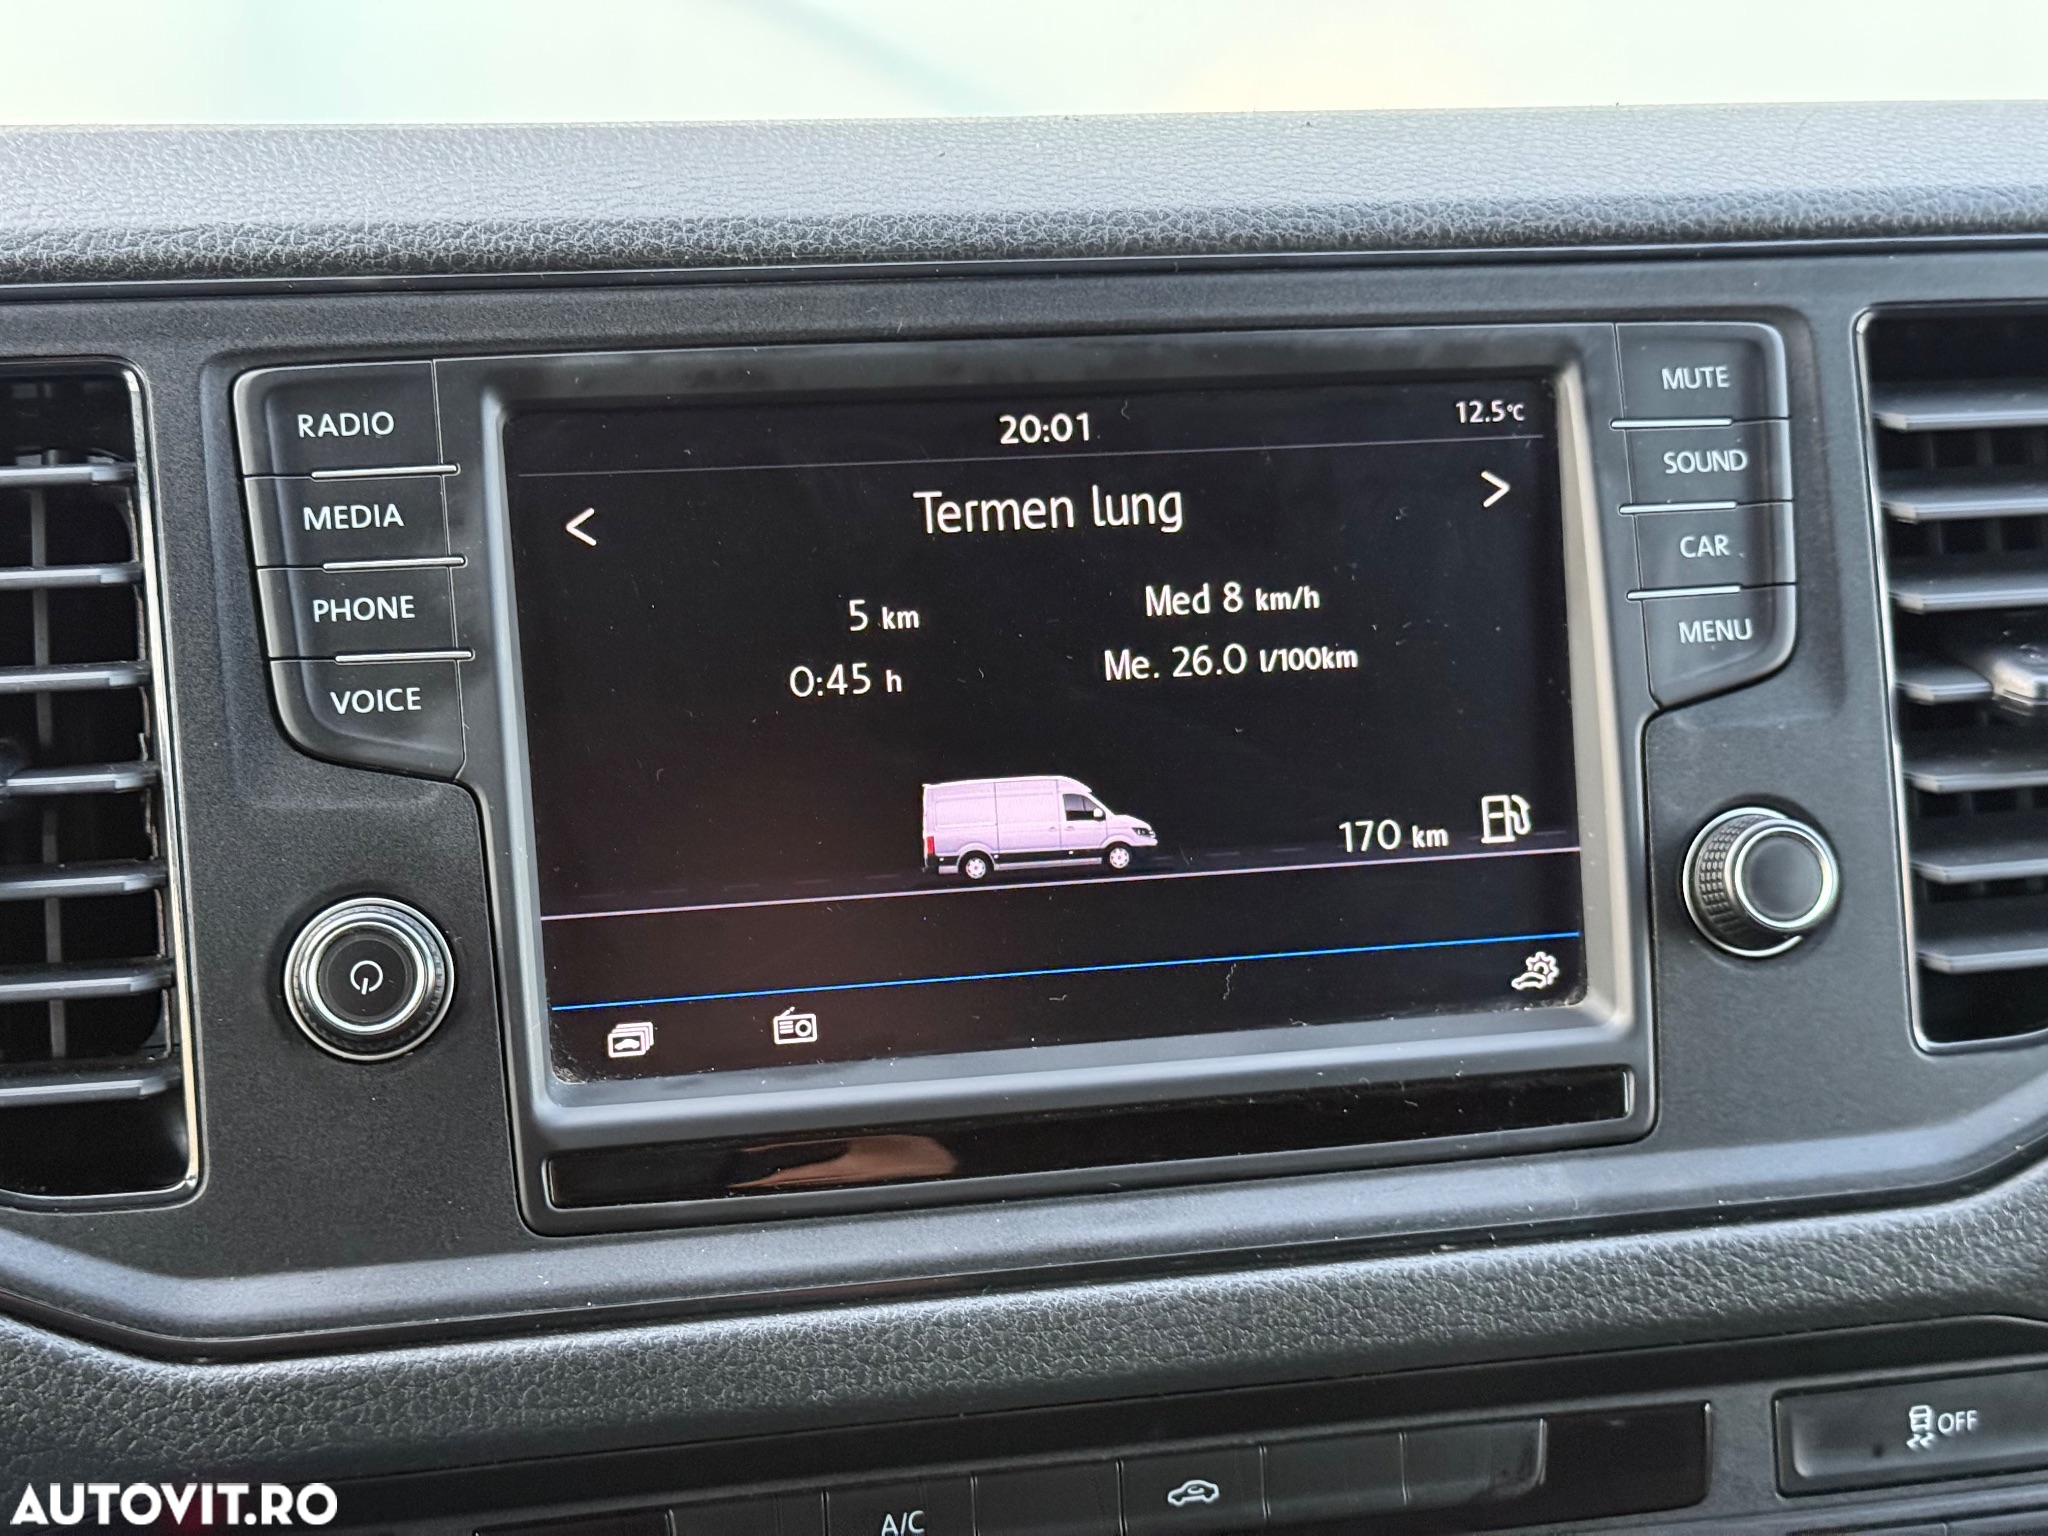 RADIO
MEDIA
PHONE
VOICE
20:01
12.5°C
<
Termen lung
>
5 km
Med 8 km/h
0:45 h
Me. 26.0 l/100km
170 km
MUTE
SOUND
CAR
MENU
OFF
A/C
AUTOVIT.RO